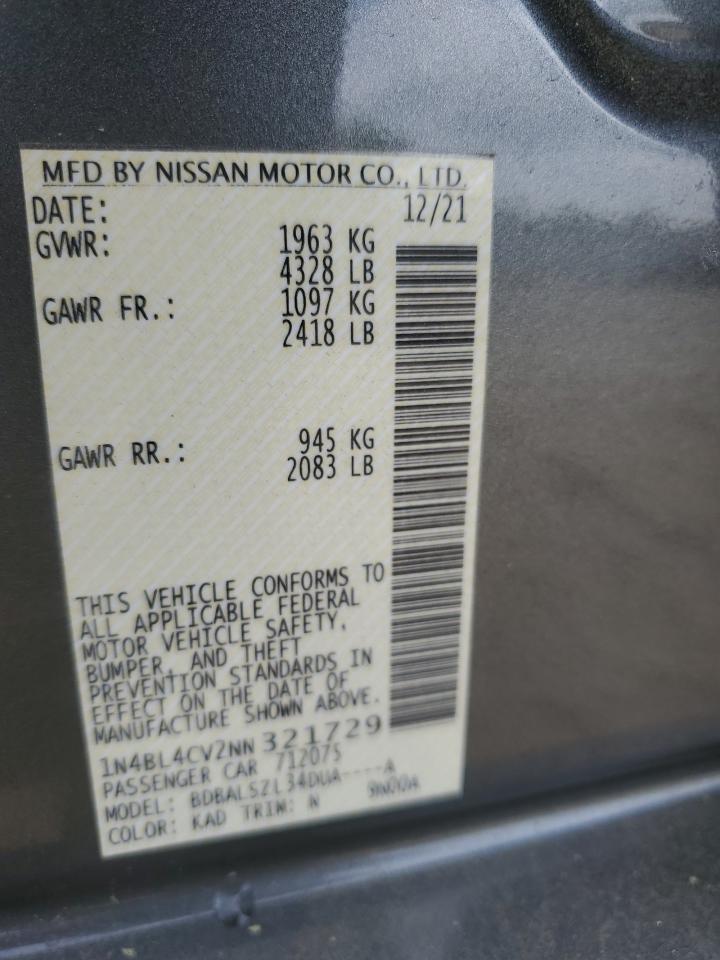 MFD BY NISSAN MOTOR CO., LTD.
DATE: 12/21
GVWR: 1963 KG
4328 LB
GAWR FR.: 1097 KG
2418 LB
GAWR RR.: 945 KG
2083 LB
THIS VEHICLE CONFORMS TO
ALL APPLICABLE FEDERAL
MOTOR VEHICLE SAFETY,
BUMPER, AND THEFT
PREVENTION STANDARDS IN
EFFECT ON THE DATE OF
MANUFACTURE SHOWN ABOVE.
1N4BL4CV2NN 321729
PASSENGER CAR 712075
MODEL: BDBALSZL34DUA----A
COLOR: KAD TRIM: N